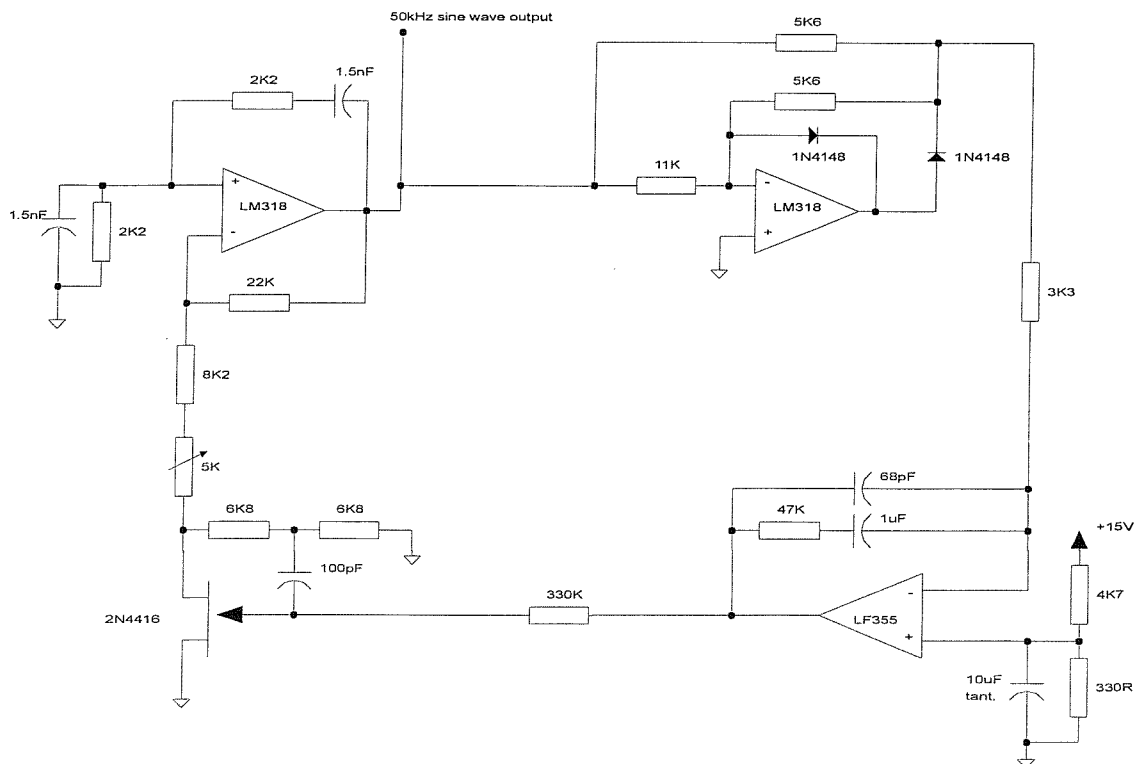 50kHz sine wave output
5K6
2K2
1.5nF
5K6
1N4148
1N4148
11K
+
LM318
-
-
LM318
+
1.5nF
2K2
22K
3K3
8K2
5K
68pF
47K
1uF
+15V
6K8
6K8
100pF
330K
4K7
2N4416
-
LF355
+
10uF
tant.
330R